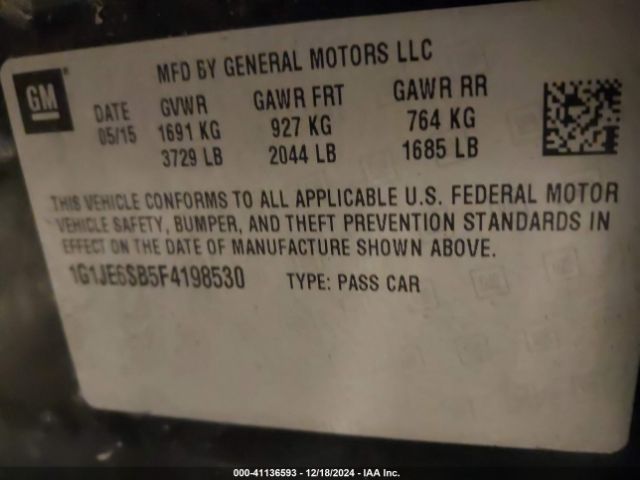 MFD BY GENERAL MOTORS LLC
GM
DATE GVWR GAWR FRT GAWR RR
05/15 1691 KG 927 KG 764 KG
3729 LB 2044 LB 1685 LB
THIS VEHICLE CONFORMS TO ALL APPLICABLE U.S. FEDERAL MOTOR
VEHICLE SAFETY, BUMPER, AND THEFT PREVENTION STANDARDS IN
EFFECT ON THE DATE OF MANUFACTURE SHOWN ABOVE.
1G1JE6SB5F4198530 TYPE: PASS CAR
000-41136593 - 12/18/2024 - IAA Inc.